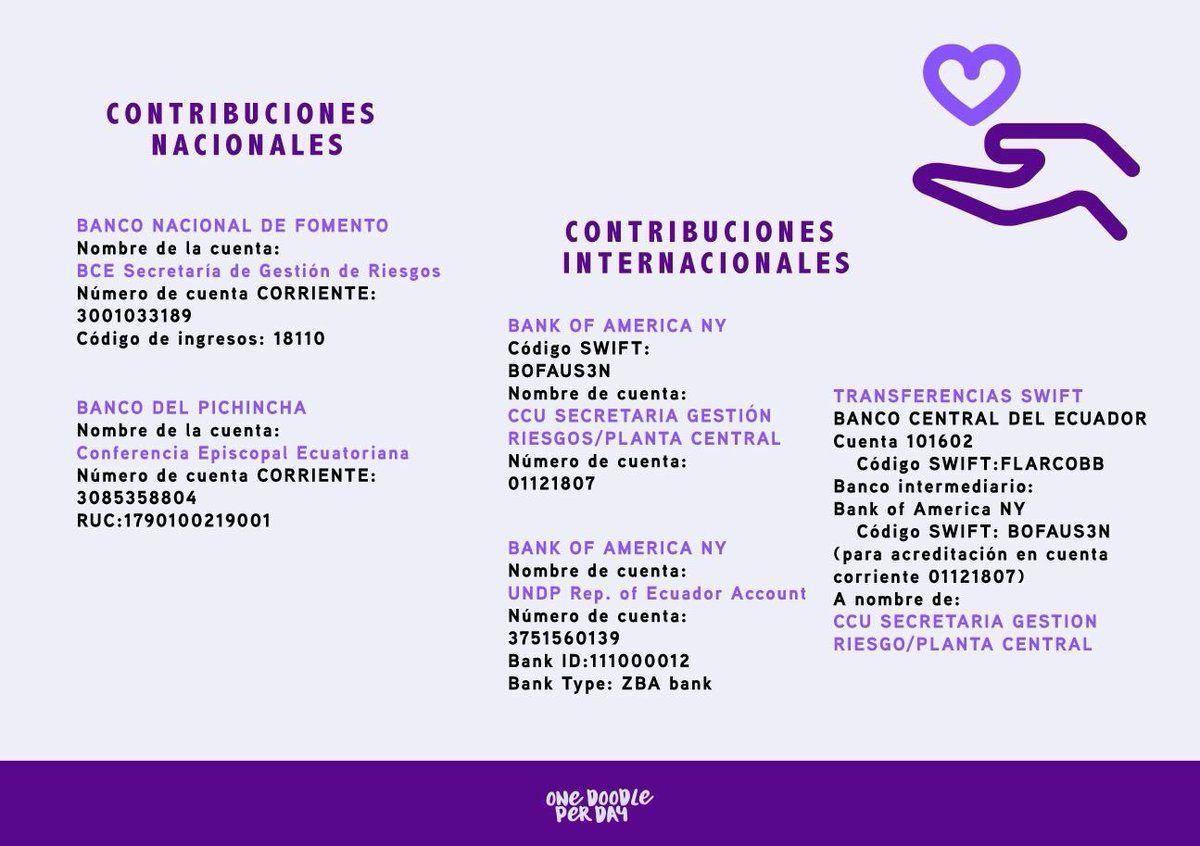 CONTRIBUCIONES
NACIONALES
BANCO NACIONAL DE FOMENTO
Nombre de la cuenta:
BCE Secretaría de Gestión de Riesgos
Número de cuenta CORRIENTE:
3001033189
Código de ingresos: 18110
BANCO DEL PICHINCHA
Nombre de la cuenta:
Conferencia Episcopal Ecuatoriana
Número de cuenta CORRIENTE:
3085358804
RUC:1790100219001
CONTRIBUCIONES
INTERNACIONALES
BANK OF AMERICA NY
Código SWIFT:
BOFAUS3N
Nombre de cuenta:
CCU SECRETARIA GESTIÓN
RIESGOS/PLANTA CENTRAL
Número de cuenta:
01121807
BANK OF AMERICA NY
Nombre de cuenta:
UNDP Rep. of Ecuador Account
Número de cuenta:
3751560139
Bank ID:111000012
Bank Type: ZBA bank
TRANSFERENCIAS SWIFT
BANCO CENTRAL DEL ECUADOR
Cuenta 101602
Código SWIFT:FLARCOBB
Banco intermediario:
Bank of America NY
Código SWIFT: BOFAUS3N
(para acreditación en cuenta
corriente 01121807)
A nombre de:
CCU SECRETARIA GESTION
RIESGO/PLANTA CENTRAL
ONE DOODLE
PER DAY